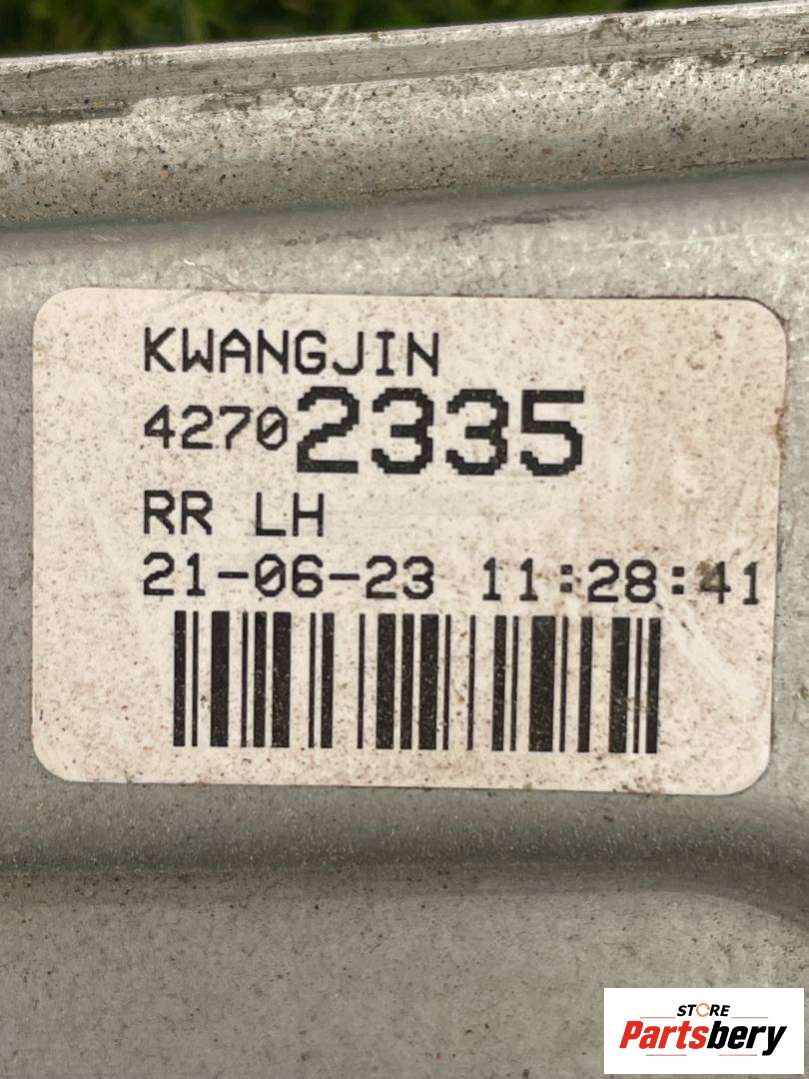 KWANGJIN
42702335
RR LH
21-06-23 11:28:41
STORE
Partsbery